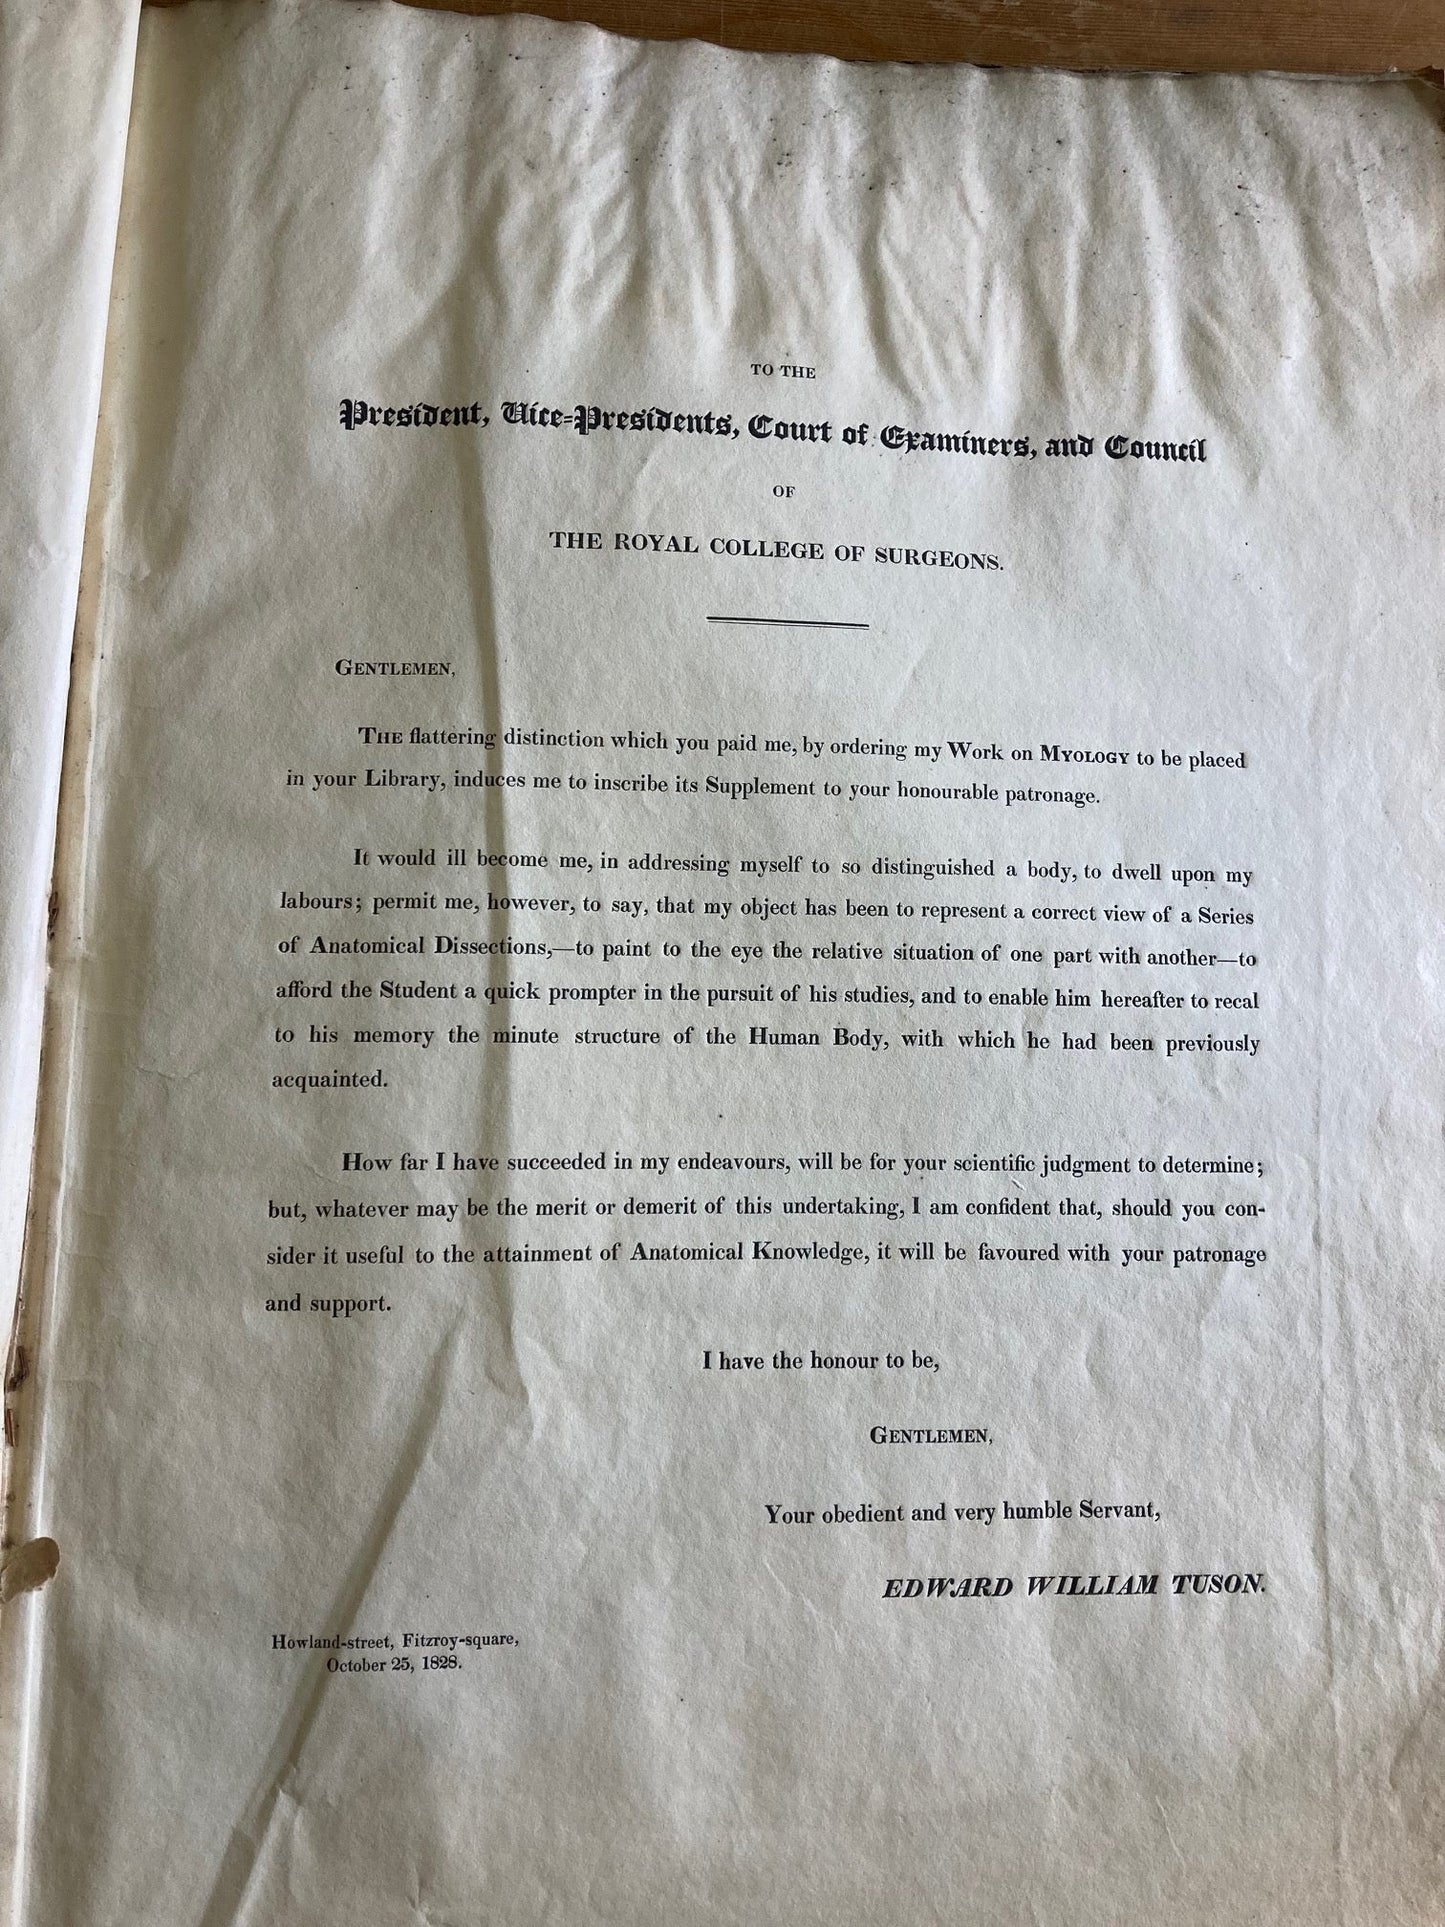 TO THE
President, Vice=Presidents, Court of Examiners, and Council
OF
THE ROYAL COLLEGE OF SURGEONS.
GENTLEMEN,
THE flattering distinction which you paid me, by ordering my Work on MYOLOGY to be placed
in your Library, induces me to inscribe its Supplement to your honourable patronage.
It would ill become me, in addressing myself to so distinguished a body, to dwell upon my
labours; permit me, however, to say, that my object has been to represent a correct view of a Series
of Anatomical Dissections,—to paint to the eye the relative situation of one part with another—to
afford the Student a quick prompter in the pursuit of his studies, and to enable him hereafter to recal
to his memory the minute structure of the Human Body, with which he had been previously
acquainted.
How far I have succeeded in my endeavours, will be for your scientific judgment to determine;
but, whatever may be the merit or demerit of this undertaking, I am confident that, should you con-
sider it useful to the attainment of Anatomical Knowledge, it will be favoured with your patronage
and support.
I have the honour to be,
GENTLEMEN,
Your obedient and very humble Servant,
EDWARD WILLIAM TUSON.
Howland-street, Fitzroy-square,
October 25, 1828.